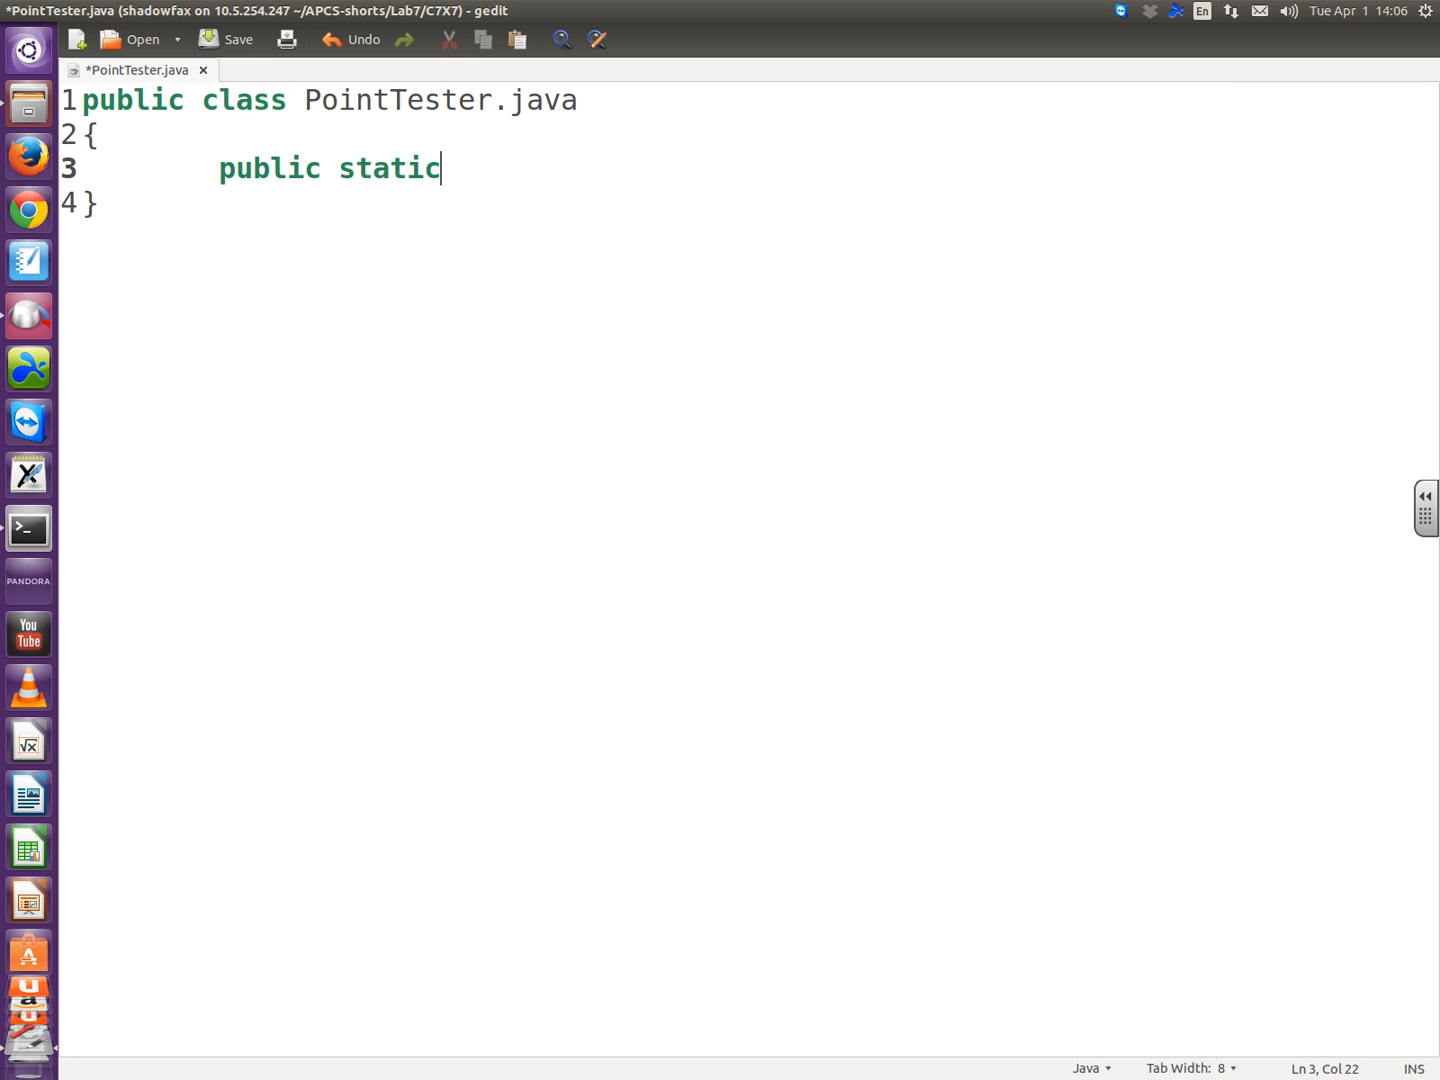 *PointTester.java (shadowfax on 10.5.254.247 ~/APCS-shorts/Lab7/C7X7) - gedit
En
Tue Apr 1 14:06
Open
Save
Undo
*PointTester.java x
1 public class PointTester.java
2 {
3 public static
4 }
PANDORA
You
Tube
Java
Tab Width: 8
Ln 3, Col 22
INS